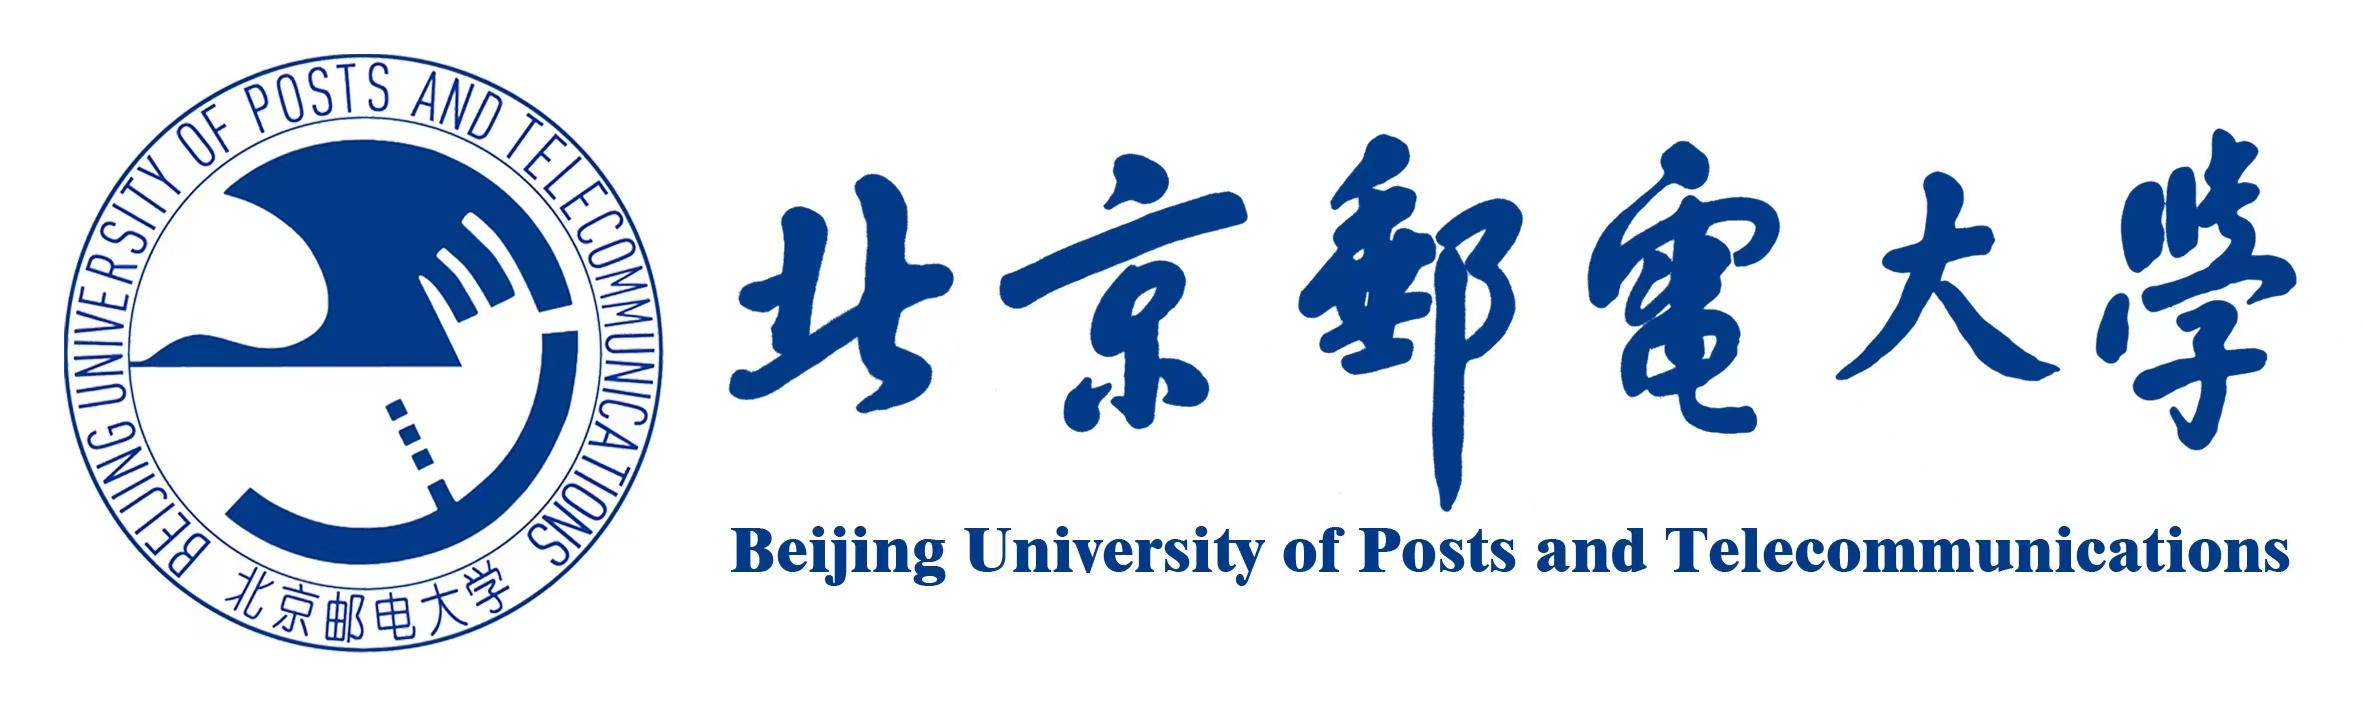 BEIJING UNIVERSITY OF POSTS AND TELECOMMUNICATIONS
北京邮电大学
北京郵電大學
Beijing University of Posts and Telecommunications